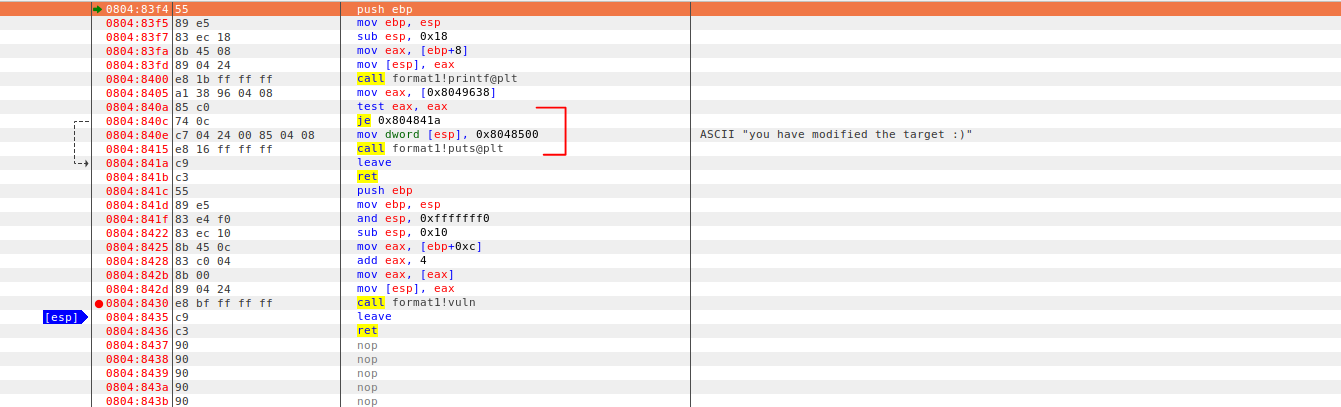 0804:83f4 55 push ebp
0804:83f5 89 e5 mov ebp, esp
0804:83f7 83 ec 18 sub esp, 0x18
0804:83fa 8b 45 08 mov eax, [ebp+8]
0804:83fd 89 04 24 mov [esp], eax
0804:8400 e8 1b ff ff ff call format1!printf@plt
0804:8405 a1 38 96 04 08 mov eax, [0x8049638]
0804:840a 85 c0 test eax, eax
0804:840c 74 0c je 0x804841a
0804:840e c7 04 24 00 85 04 08 mov dword [esp], 0x8048500 ASCII "you have modified the target :)"
0804:8415 e8 16 ff ff ff call format1!puts@plt
0804:841a c9 leave
0804:841b c3 ret
0804:841c 55 push ebp
0804:841d 89 e5 mov ebp, esp
0804:841f 83 e4 f0 and esp, 0xfffffff0
0804:8422 83 ec 10 sub esp, 0x10
0804:8425 8b 45 0c mov eax, [ebp+0xc]
0804:8428 83 c0 04 add eax, 4
0804:842b 8b 00 mov eax, [eax]
0804:842d 89 04 24 mov [esp], eax
0804:8430 e8 bf ff ff ff call format1!vuln
[esp] 0804:8435 c9 leave
0804:8436 c3 ret
0804:8437 90 nop
0804:8438 90 nop
0804:8439 90 nop
0804:843a 90 nop
0804:843b 90 nop